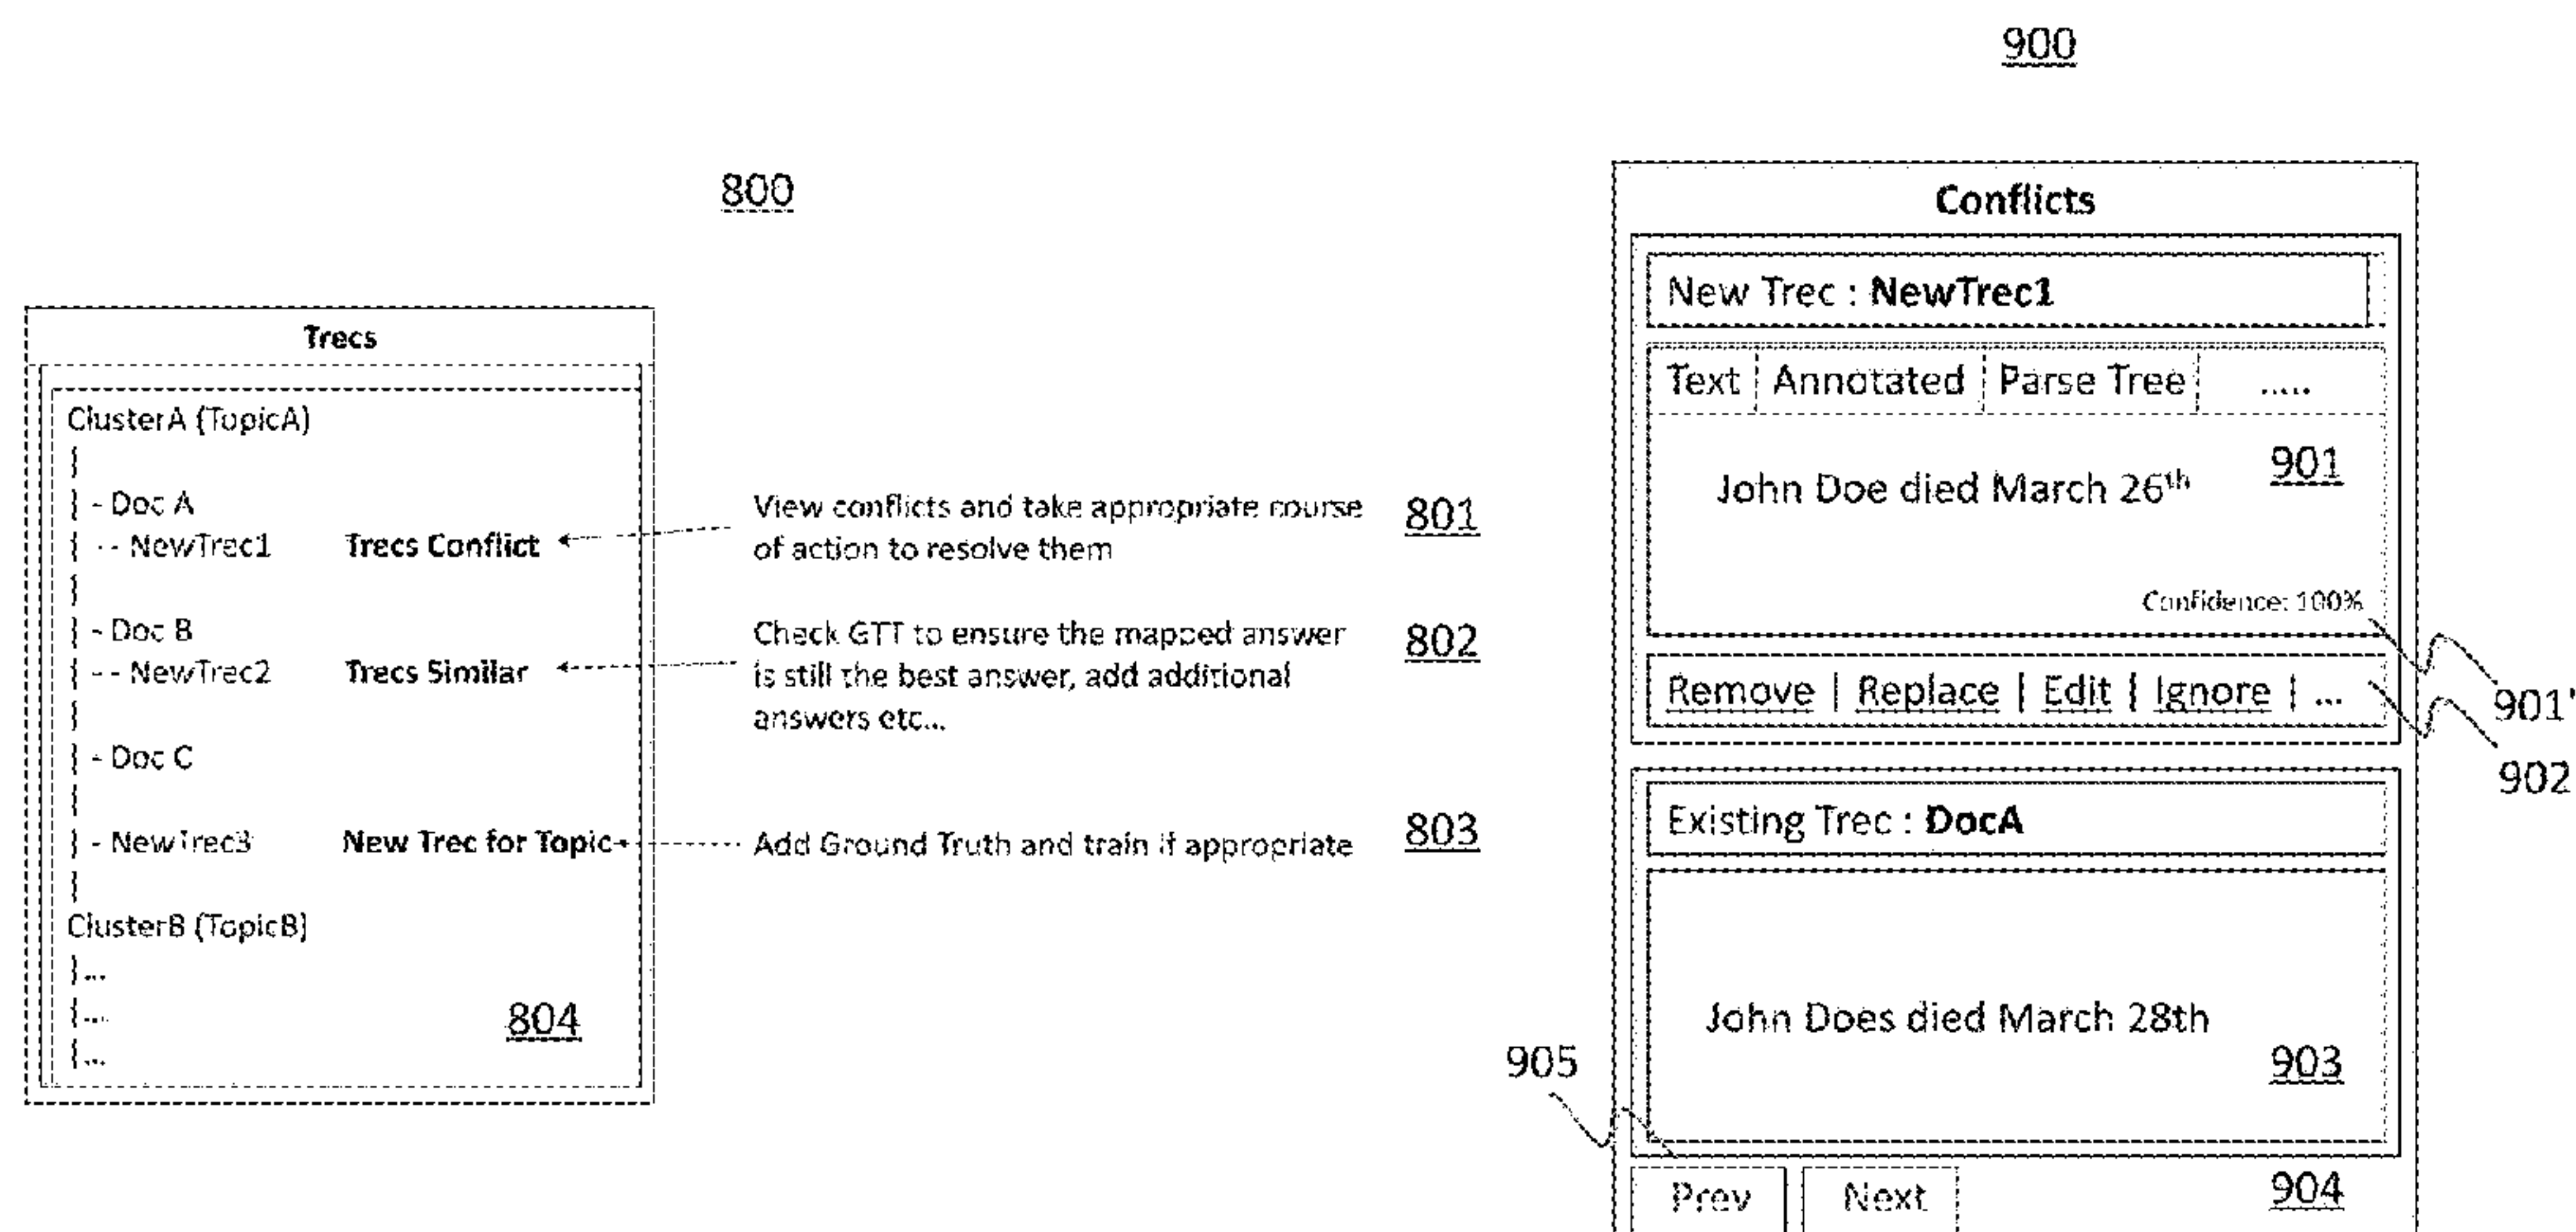 800
Trecs
ClusterA (TopicA)
|
| - Doc A
| -- NewTrec1 Trecs Conflict
|
| - Doc B
| -- NewTrec2 Trecs Similar
|
| - Doc C
|
| - NewTrec3 New Trec for Topic
|
ClusterB (TopicB)
|...
|...
|...
804
View conflicts and take appropriate course
of action to resolve them
801
Check GTT to ensure the mapped answer
is still the best answer, add additional
answers etc...
802
Add Ground Truth and train if appropriate
803
900
Conflicts
New Trec : NewTrec1
Text | Annotated | Parse Tree | .....
901
John Doe died March 26th
Confidence: 100%
901'
Remove | Replace | Edit | Ignore | ...
902
Existing Trec : DocA
John Does died March 28th
903
905
Prev Next
904